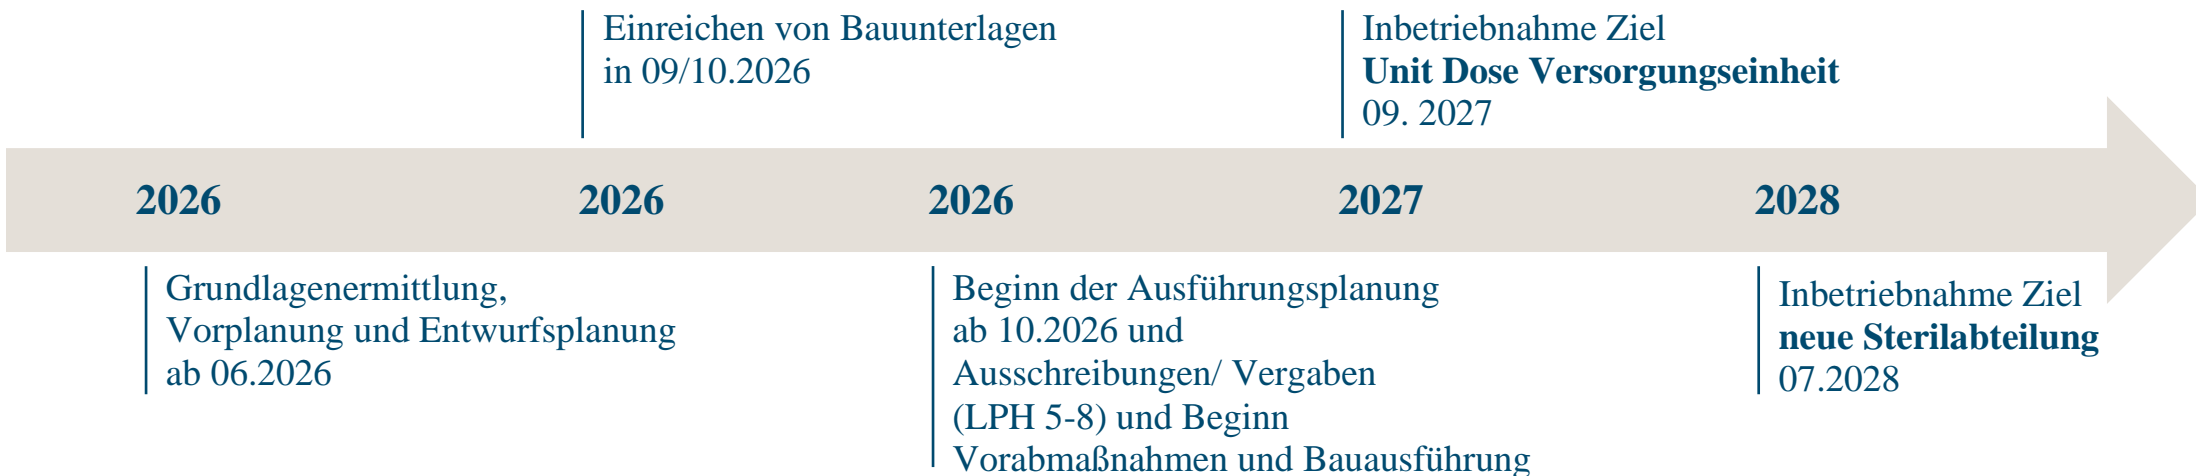 Einreichen von Bauunterlagen
in 09/10.2026
Inbetriebnahme Ziel
Unit Dose Versorgungseinheit
09. 2027
2026
2026
2026
2027
2028
Grundlagenermittlung,
Vorplanung und Entwurfsplanung
ab 06.2026
Beginn der Ausführungsplanung
ab 10.2026 und
Ausschreibungen/ Vergaben
(LPH 5-8) und Beginn
Vorabmaßnahmen und Bauausführung
Inbetriebnahme Ziel
neue Sterilabteilung
07.2028